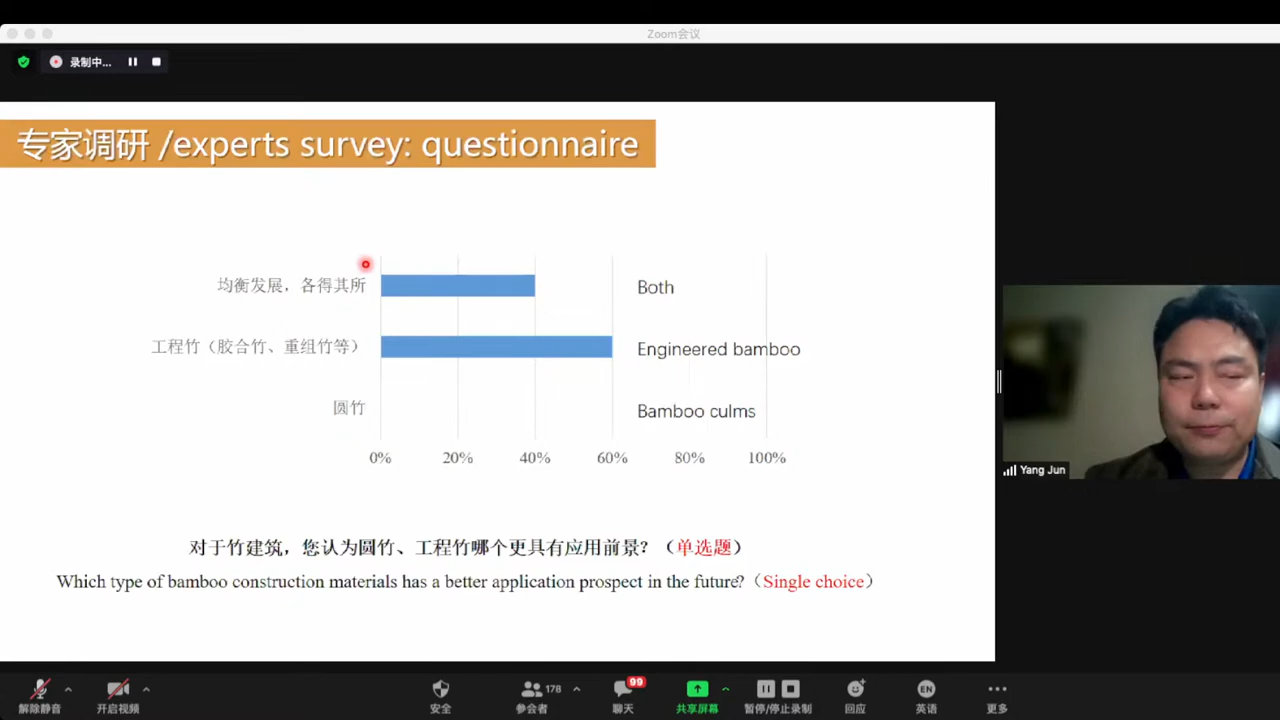 Zoom会议
录制中...
专家调研 /experts survey: questionnaire
均衡发展，各得其所
Both
工程竹（胶合竹、重组竹等）
Engineered bamboo
圆竹
Bamboo culms
0% 20% 40% 60% 80% 100%
对于竹建筑，您认为圆竹、工程竹哪个更具有应用前景？（单选题）
Which type of bamboo construction materials has a better application prospect in the future?（Single choice）
Yang Jun
解除静音
开启视频
安全
178
参会者
99
聊天
共享屏幕
暂停/停止录制
回应
EN
英语
更多